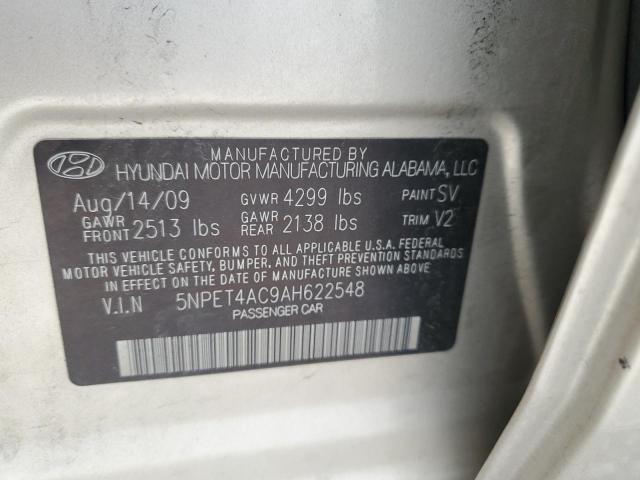 MANUFACTURED BY
HYUNDAI MOTOR MANUFACTURING ALABAMA, LLC
Aug/14/09 GVWR 4299 lbs PAINT SV
GAWR FRONT 2513 lbs GAWR REAR 2138 lbs TRIM V2
THIS VEHICLE CONFORMS TO ALL APPLICABLE U.S.A. FEDERAL
MOTOR VEHICLE SAFETY, BUMPER, AND THEFT PREVENTION STANDARDS
IN EFFECT ON THE DATE OF MANUFACTURE SHOWN ABOVE.
V.I.N 5NPET4AC9AH622548
PASSENGER CAR